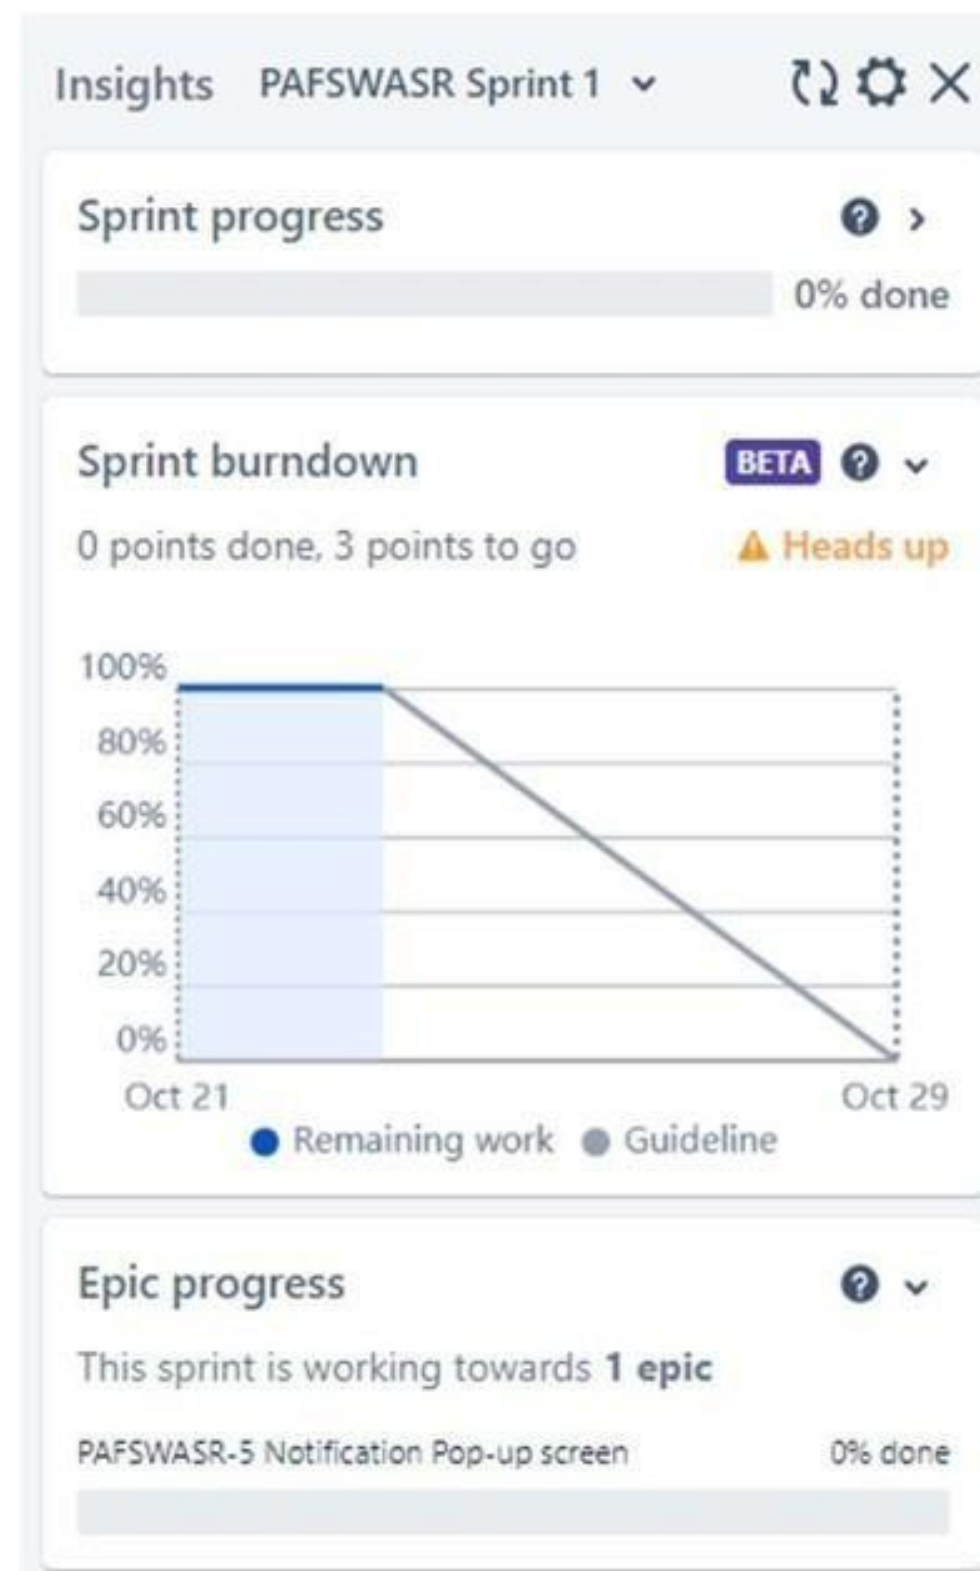 Insights PAFSWASR Sprint 1
Sprint progress
0% done
Sprint burndown BETA
0 points done, 3 points to go Heads up
100%
80%
60%
40%
20%
0%
Oct 21 Oct 29
Remaining work Guideline
Epic progress
This sprint is working towards 1 epic
PAFSWASR-5 Notification Pop-up screen 0% done